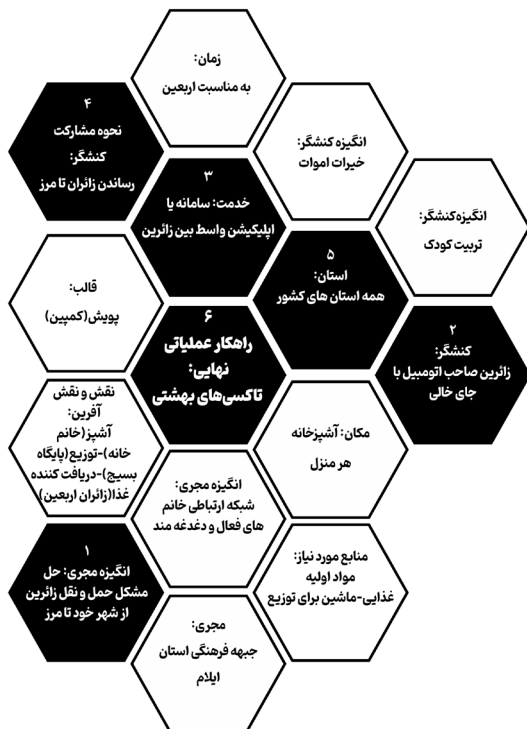 زمان:
به مناسبت اربعین
۴
نحوه مشارکت
کنشگر:
رساندن زائران تا مرز
انگیزه کنشگر:
خیرات اموات
۳
خدمت: سامانه یا
اپلیکیشن واسط بین زائرین
انگیزه‌کنشگر:
تربیت کودک
۵
استان:
همه استان های کشور
قالب:
پویش(کمپین)
۶
راهکار عملیاتی
نهایی:
تاکسی‌های بهشتی
۲
کنشگر:
زائرین صاحب اتومبیل با
جای خالی
نقش و نقش
آفرین:
آشپز(خانم
خانه)-توزیع(پایگاه
بسیج)-دریافت کننده
غذا(زائران اربعین)
مکان: آشپزخانه
هر منزل
انگیزه مجری:
شبکه ارتباطی خانم
های فعال و دغدغه مند
۱
انگیزه مجری: حل
مشکل حمل و نقل زائرین
از شهر خود تا مرز
منابع مورد نیاز:
مواد اولیه
غذایی-ماشین برای توزیع
مجری:
جبهه فرهنگی استان
ایلام